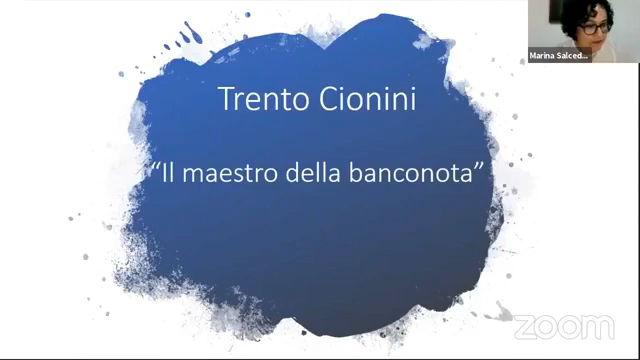 Marina Salced...
Trento Cionini
“Il maestro della banconota”
zoom